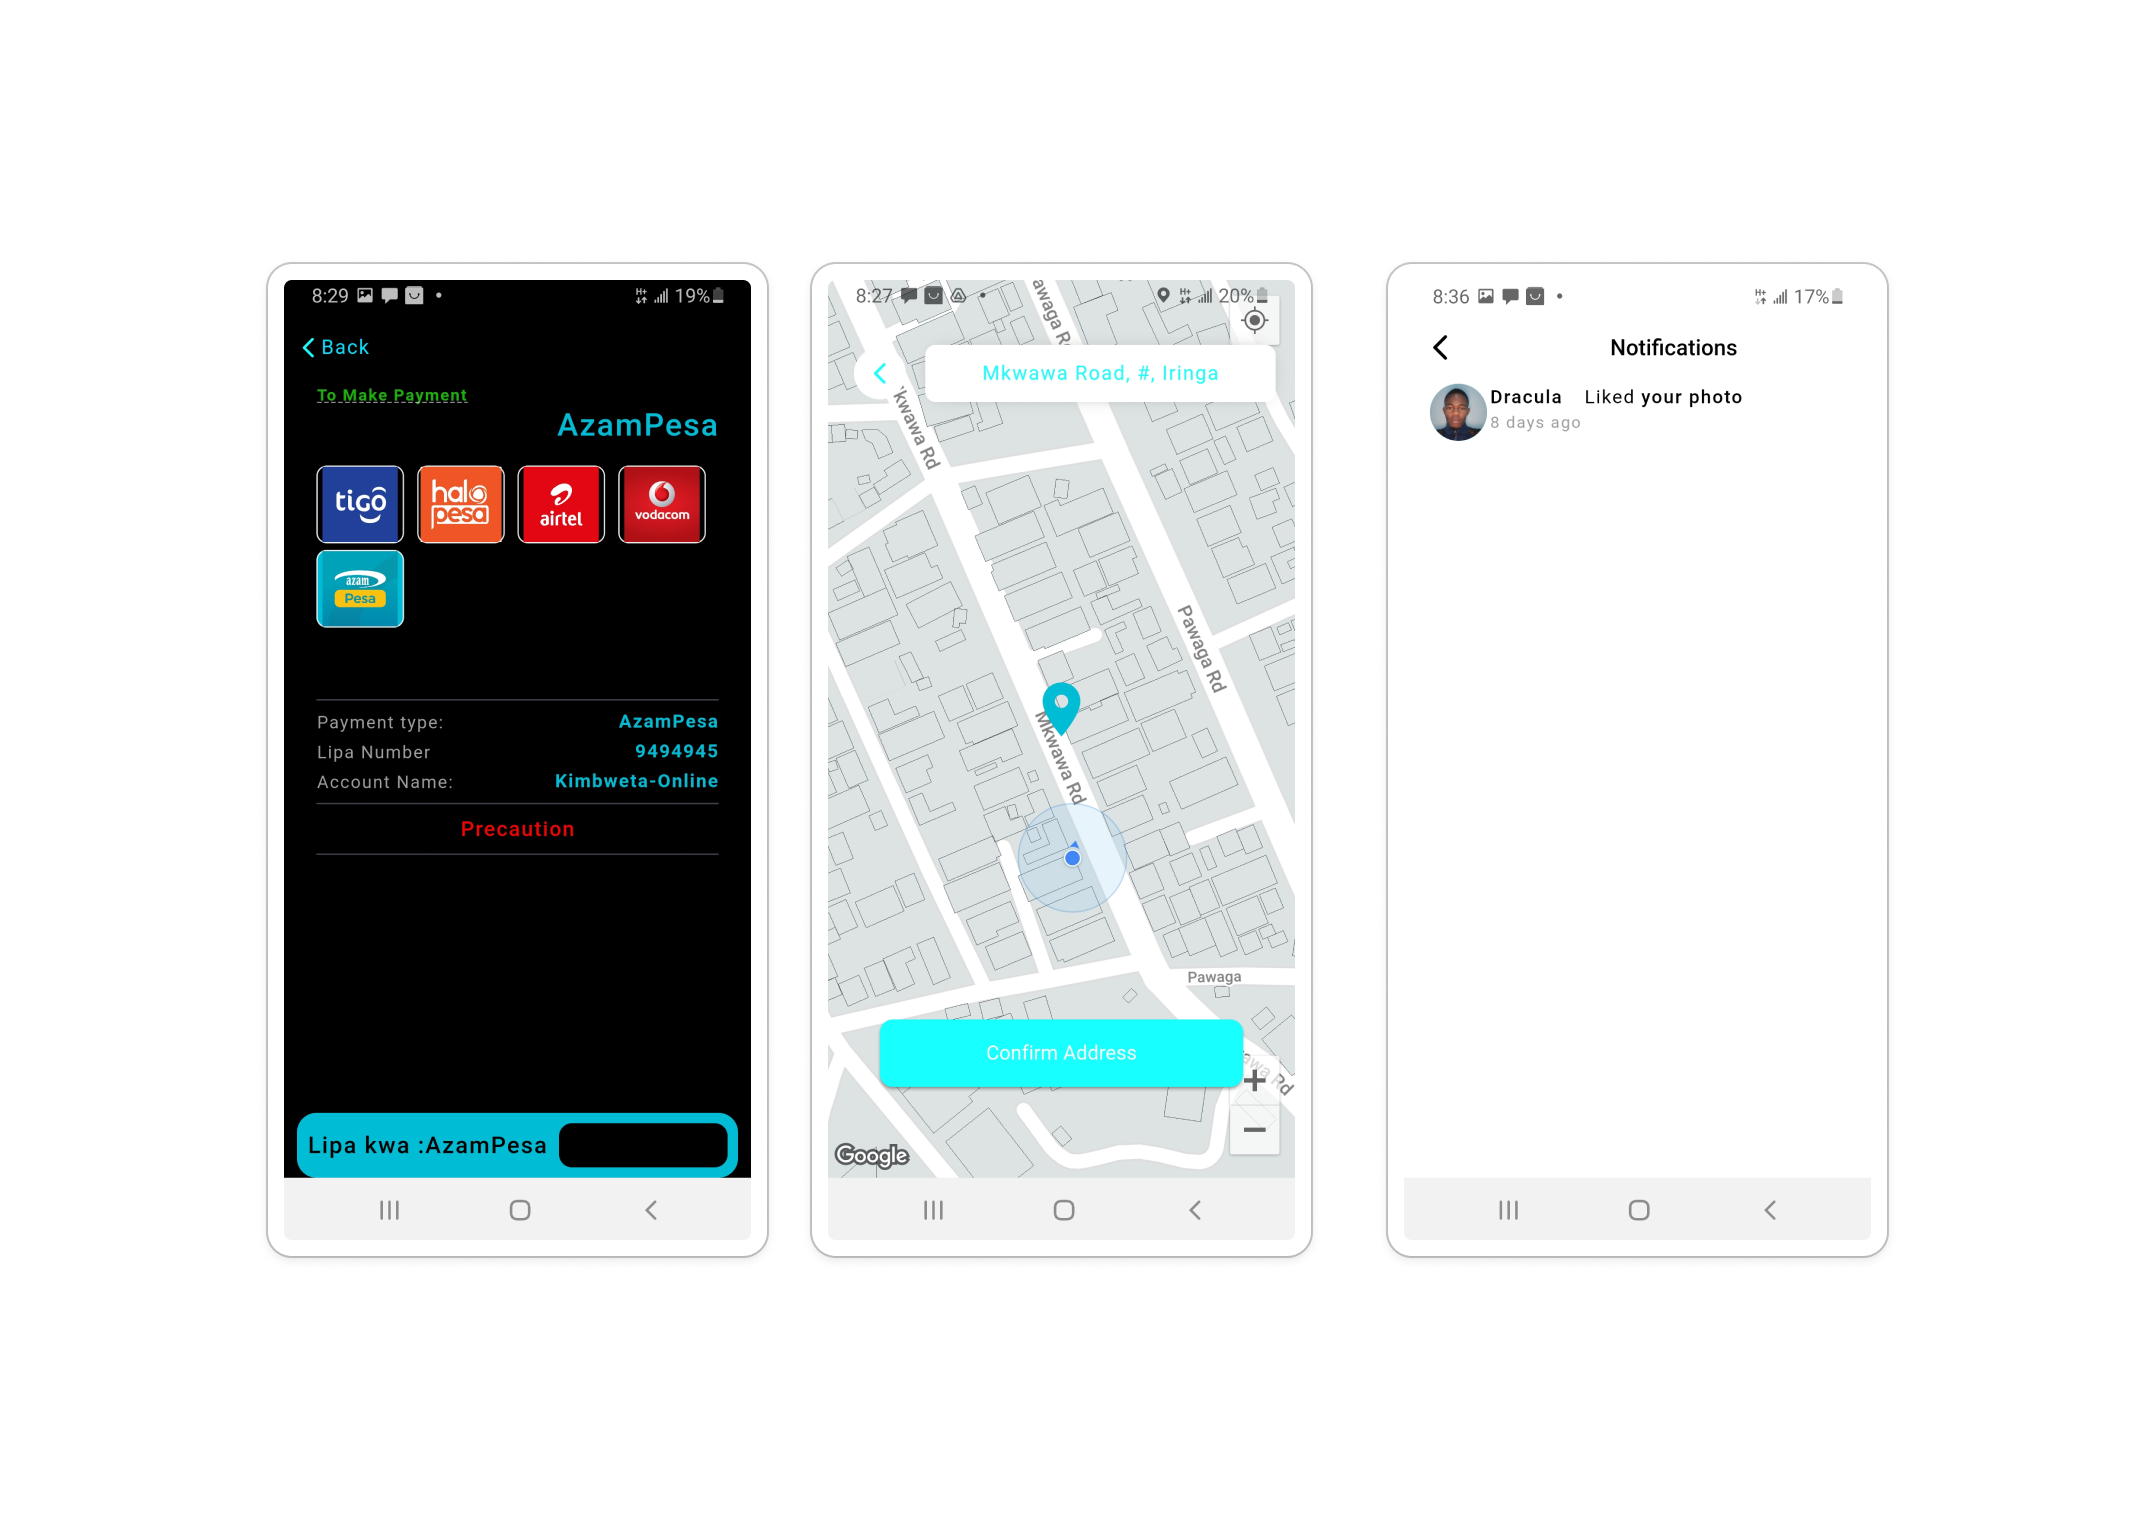 8:29
19%
Back
To Make Payment
AzamPesa
tigo
halo
pesa
airtel
vodacom
azam
Pesa
Payment type: AzamPesa
Lipa Number 9494945
Account Name: Kimbweta-Online
Precaution
Lipa kwa :AzampPesa
8:27
20%
Mkwawa Road, #, Iringa
awaga R
kwawa Rd
Pawaga Rd
Mkwawa Rd
Pawaga
Confirm Address
awa Rd
Google
8:36
17%
Notifications
Dracula Liked your photo
8 days ago